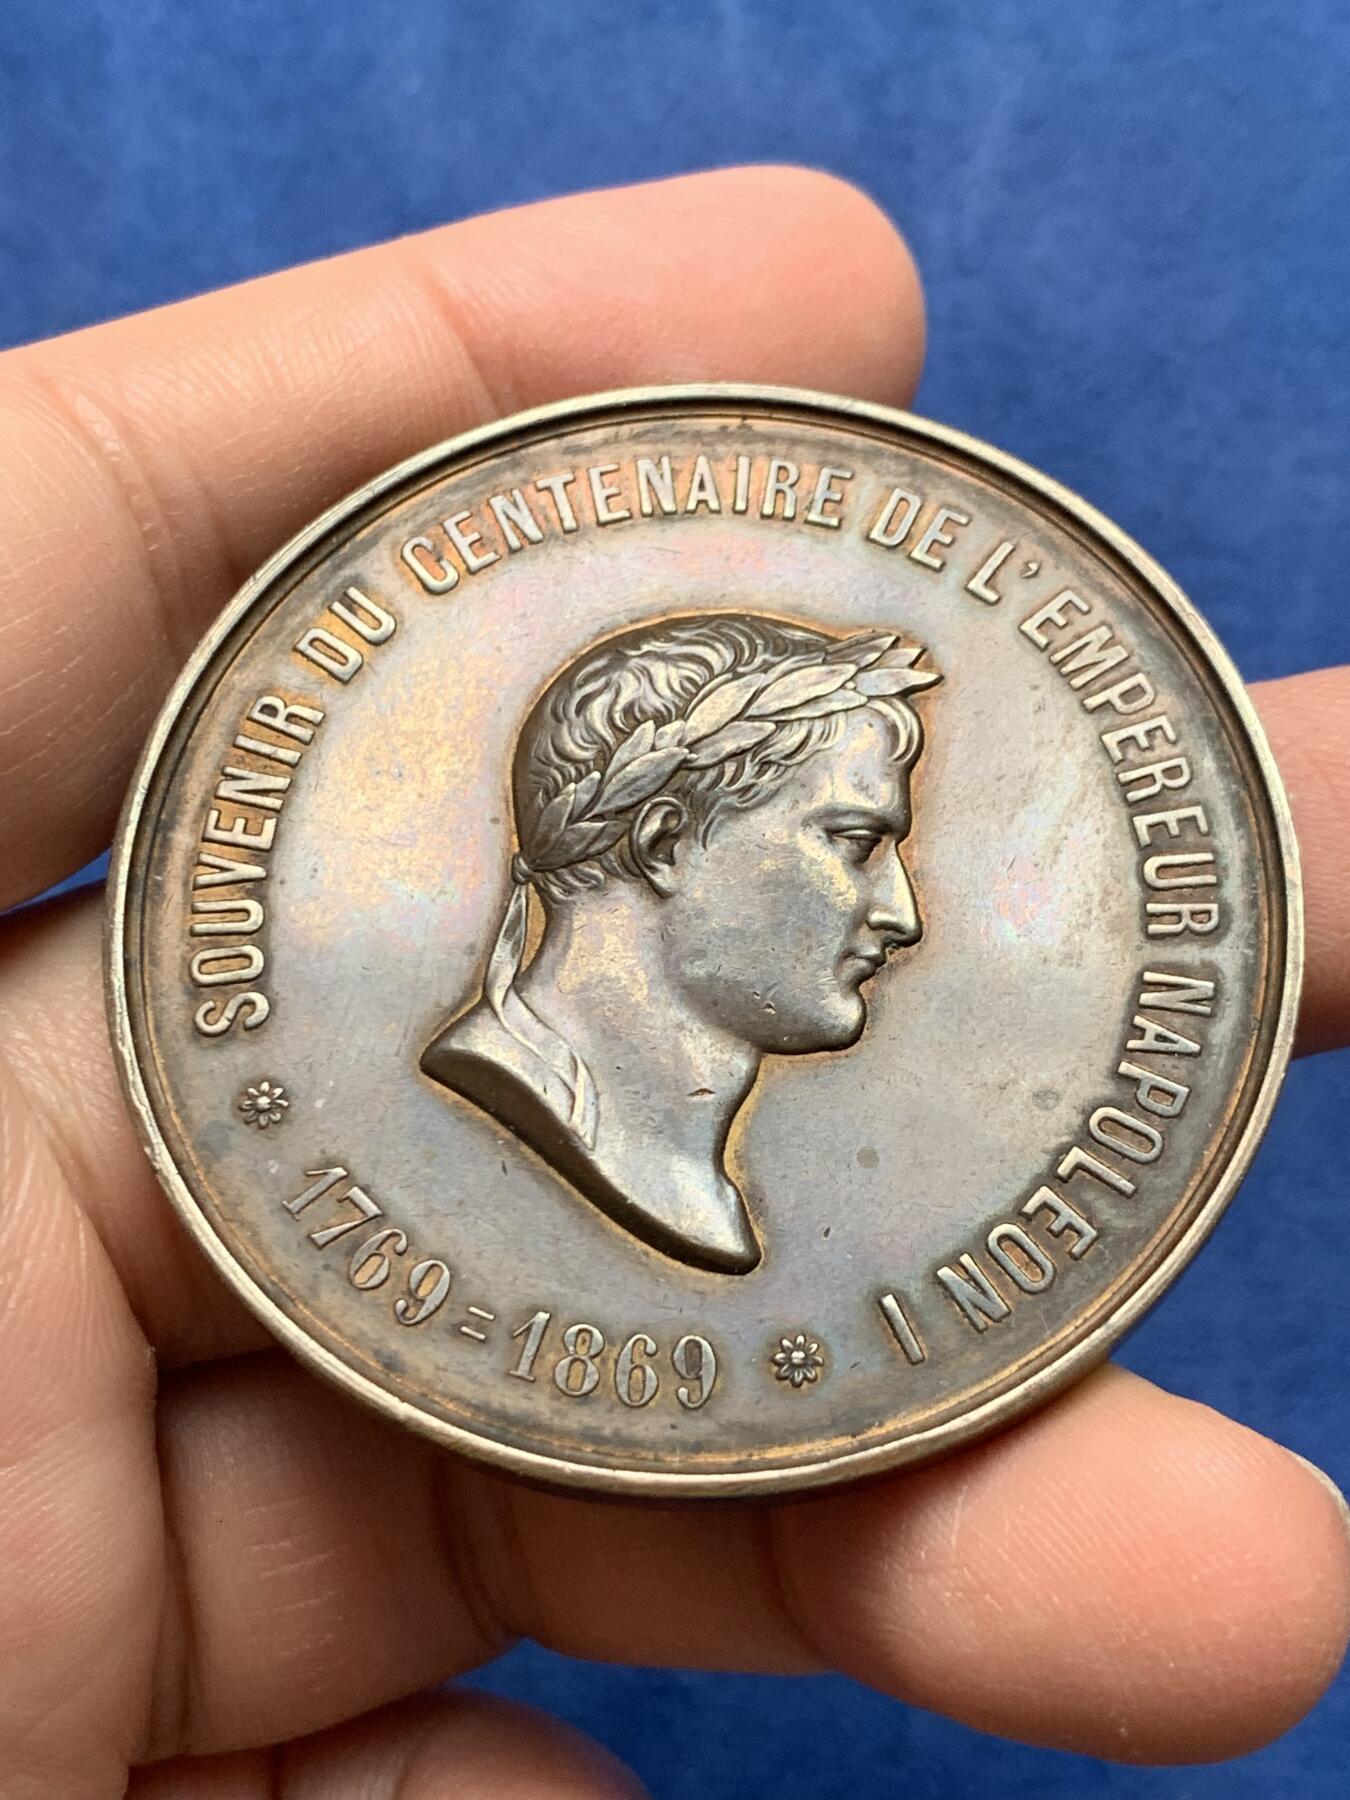 SOUVENIR DU CENTENAIRE DE L'EMPEREUR NAPOLEON I
1769=1869